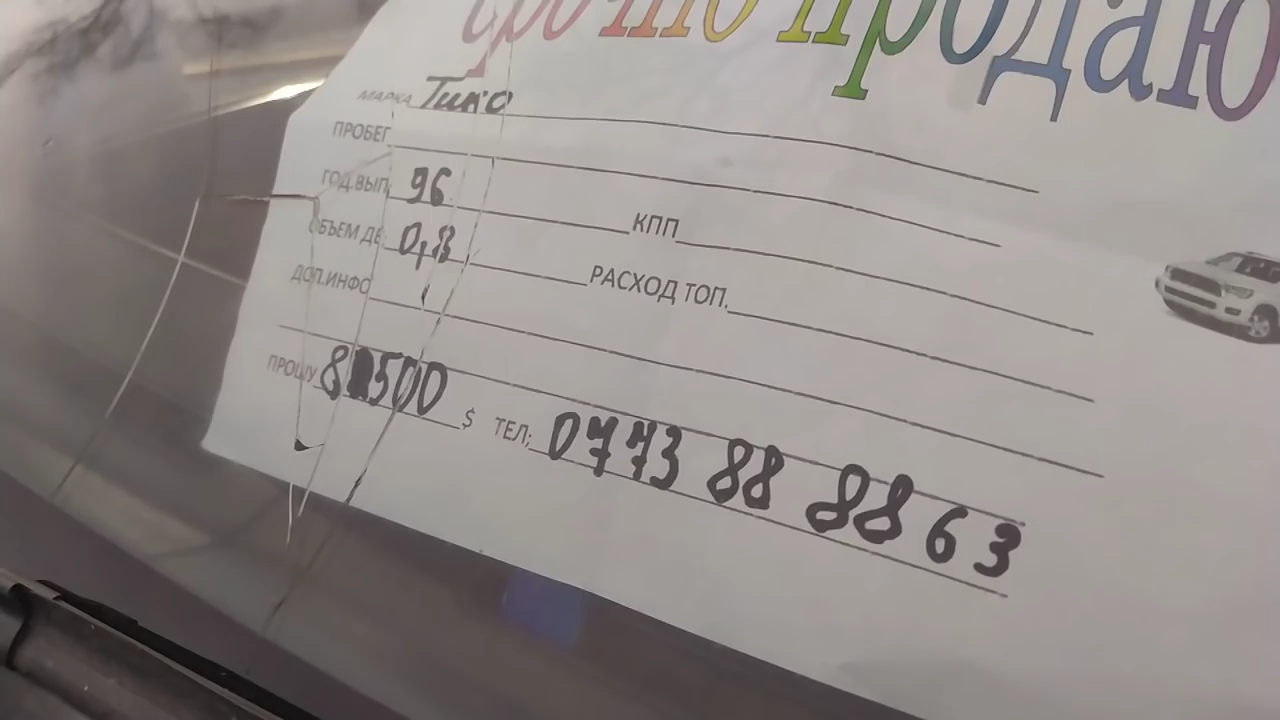 Срочно продаю
МАРКА Тико
ПРОБЕГ
ГОД.ВЫП. 96 КПП
ОБЪЕМ ДВ. 0,8 РАСХОД ТОП.
ДОП.ИНФО
ПРОШУ 8 500 $ ТЕЛ; 0773 88 88 63